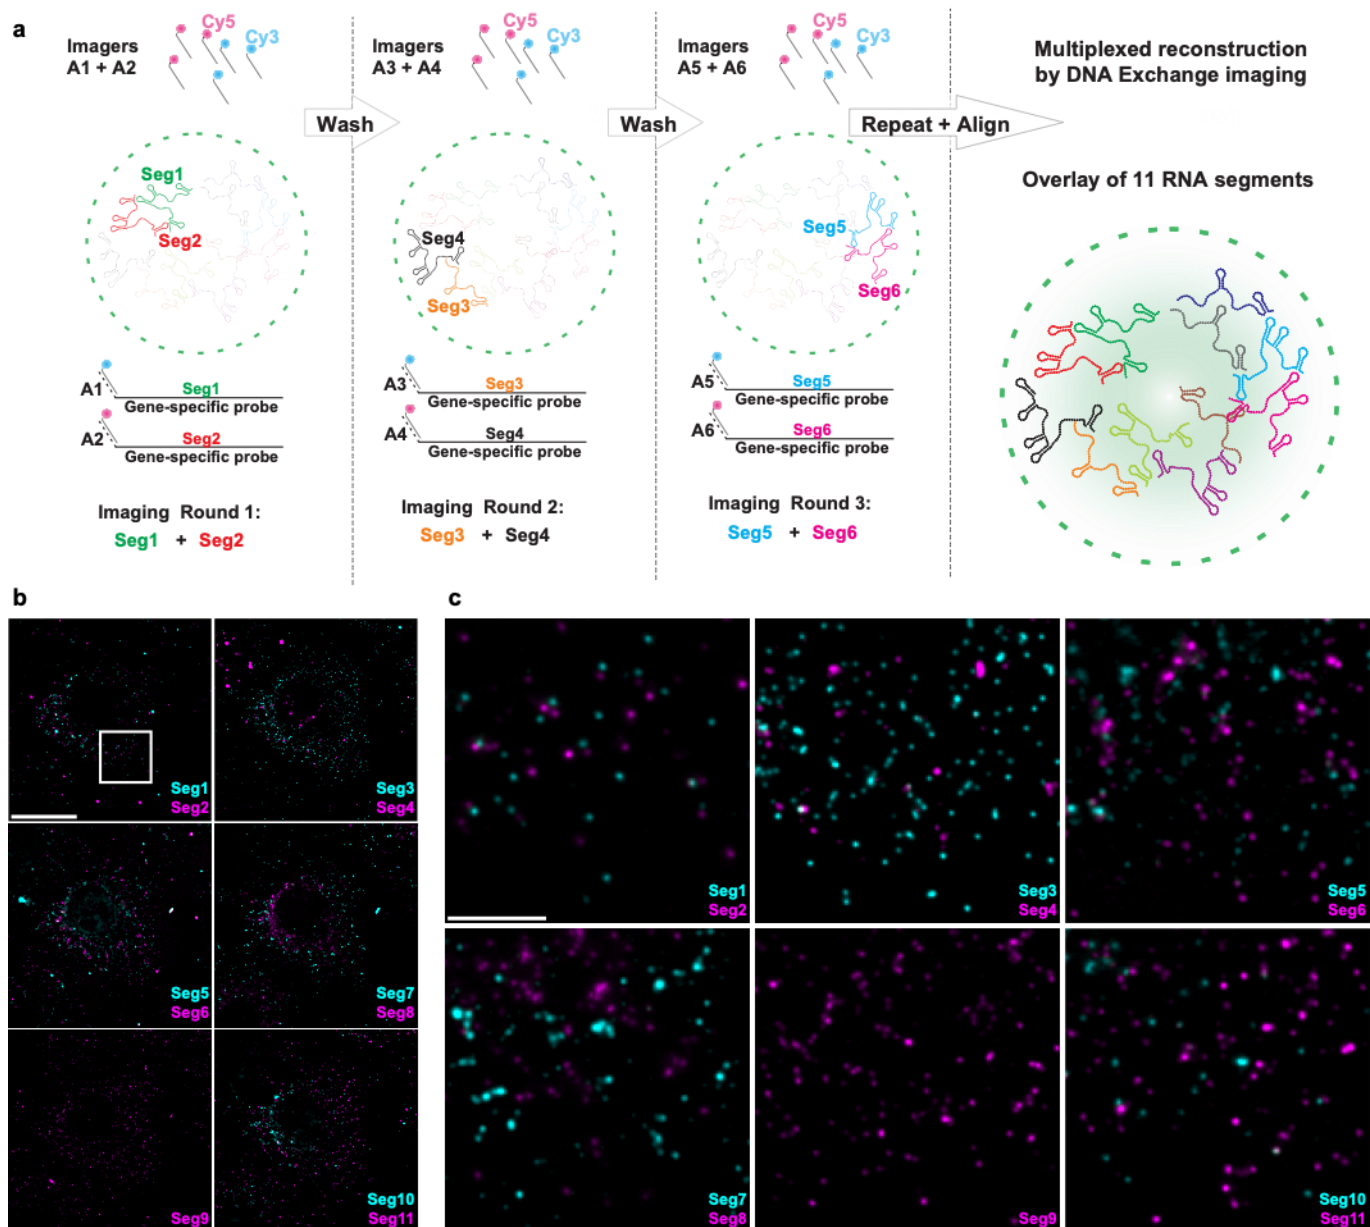 a
Imagers
A1 + A2
Cy5
Cy3
Wash
Imagers
A3 + A4
Cy5
Cy3
Wash
Imagers
A5 + A6
Cy5
Cy3
Repeat + Align
Multiplexed reconstruction
by DNA Exchange imaging
Seg1
Seg2
Seg4
Seg3
Seg5
Seg6
Overlay of 11 RNA segments
A1
Seg1
Gene-specific probe
A2
Seg2
Gene-specific probe
A3
Seg3
Gene-specific probe
A4
Seg4
Gene-specific probe
A5
Seg5
Gene-specific probe
A6
Seg6
Gene-specific probe
Imaging Round 1:
Seg1 + Seg2
Imaging Round 2:
Seg3 + Seg4
Imaging Round 3:
Seg5 + Seg6
b
Seg1
Seg2
Seg3
Seg4
Seg5
Seg6
Seg7
Seg8
Seg9
Seg10
Seg11
c
Seg1
Seg2
Seg3
Seg4
Seg5
Seg6
Seg7
Seg8
Seg9
Seg10
Seg11